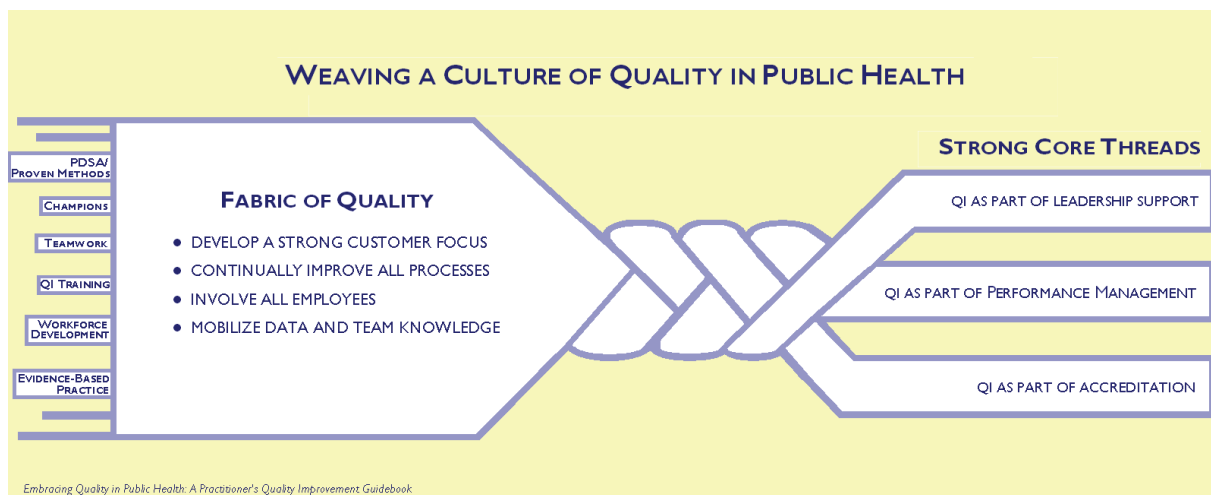 WEAVING A CULTURE OF QUALITY IN PUBLIC HEALTH
PDSA/
PROVEN METHODS
CHAMPIONS
TEAMWORK
QI TRAINING
WORKFORCE
DEVELOPMENT
EVIDENCE-BASED
PRACTICE
FABRIC OF QUALITY
• DEVELOP A STRONG CUSTOMER FOCUS
• CONTINUALLY IMPROVE ALL PROCESSES
• INVOLVE ALL EMPLOYEES
• MOBILIZE DATA AND TEAM KNOWLEDGE
STRONG CORE THREADS
QI AS PART OF LEADERSHIP SUPPORT
QI AS PART OF PERFORMANCE MANAGEMENT
QI AS PART OF ACCREDITATION
Embracing Quality in Public Health: A Practitioner's Quality Improvement Guidebook